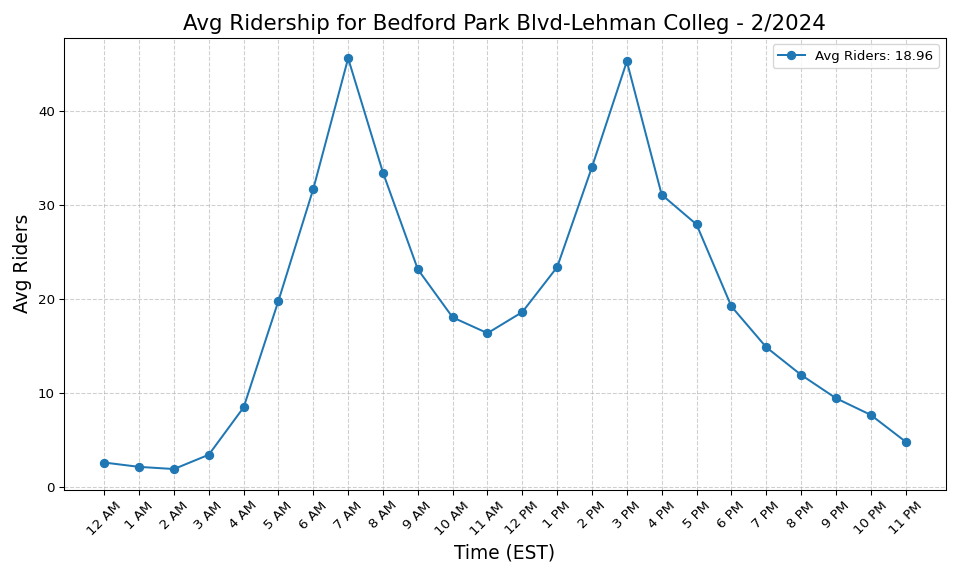 Avg Ridership for Bedford Park Blvd-Lehman Colleg - 2/2024
Avg Riders: 18.96
Avg Riders
40
30
20
10
0
12 AM
1 AM
2 AM
3 AM
4 AM
5 AM
6 AM
7 AM
8 AM
9 AM
10 AM
11 AM
12 PM
1 PM
2 PM
3 PM
4 PM
5 PM
6 PM
7 PM
8 PM
9 PM
10 PM
11 PM
Time (EST)